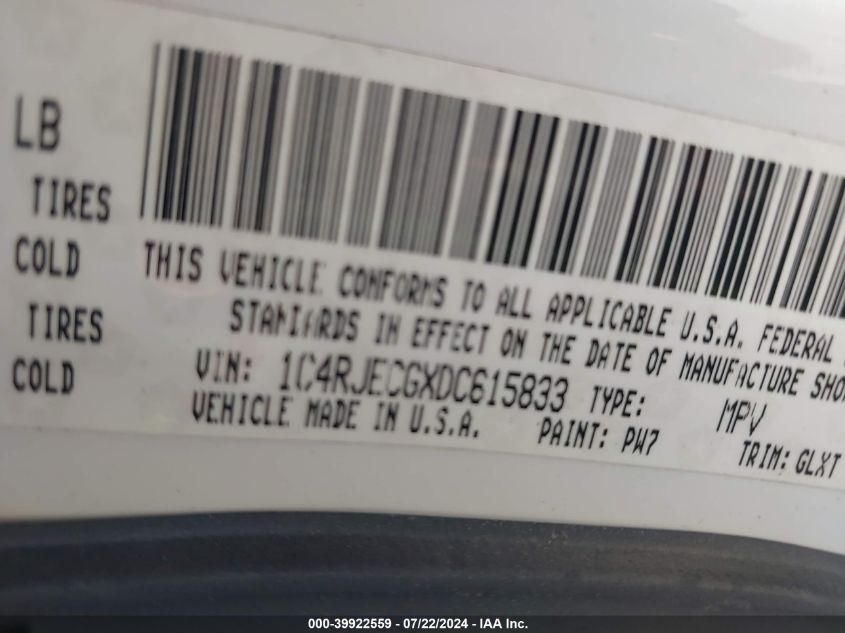 LB
TIRES
COLD
TIRES
COLD
THIS VEHICLE CONFORMS TO ALL APPLICABLE U.S.A. FEDERAL
STANDARDS IN EFFECT ON THE DATE OF MANUFACTURE SHO
VIN: 1C4RJECGXDC615833 TYPE: MPV
VEHICLE MADE IN U.S.A. PAINT: PW7 TRIM: GLXT
000-39922559 - 07/22/2024 - IAA Inc.